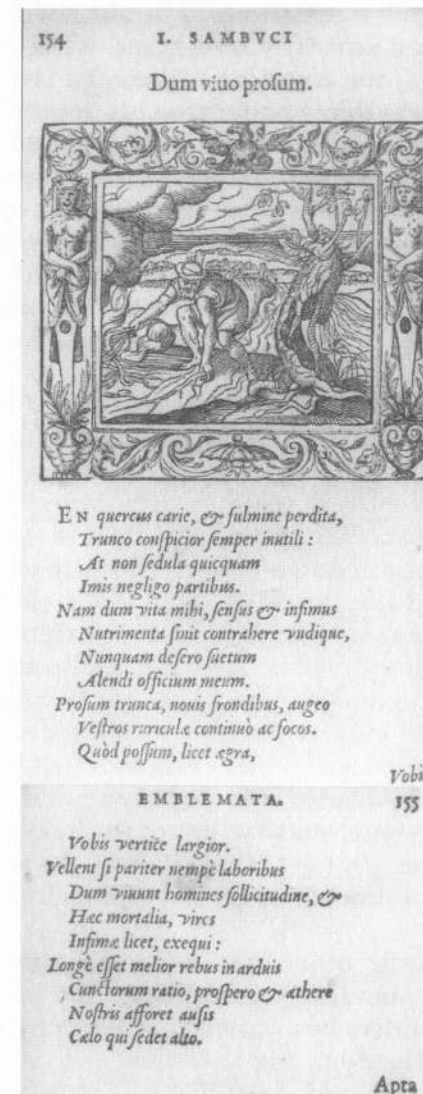 154 I. SAMBVCI
Dum viuo prosum.
EN quercus carie, & fulmine perdita,
Trunco conspicior semper inutili :
At non sedula quicquam
Imis negligo partibus.
Nam dum vita mihi, sensus & infimus
Nutrimenta sinit contrahere vndique,
Nunquam desero suetum
Alendi officium meum.
Prosum trunca, nouis frondibus, augeo
Vestros ruriculæ continuò ac focos.
Quòd possum, licet ægra,
Vobis
EMBLEMATA. 155
Vobis vertice largior.
Vellent si pariter nempè laboribus
Dum viuunt homines sollicitudine, &
Hæc mortalia, vires
Infimæ licet, exequi :
Longè esset melior rebus in arduis
Cunctorum ratio, prospero & æthere
Nostris afforet ausis
Cælo qui sedet alto.
Apta